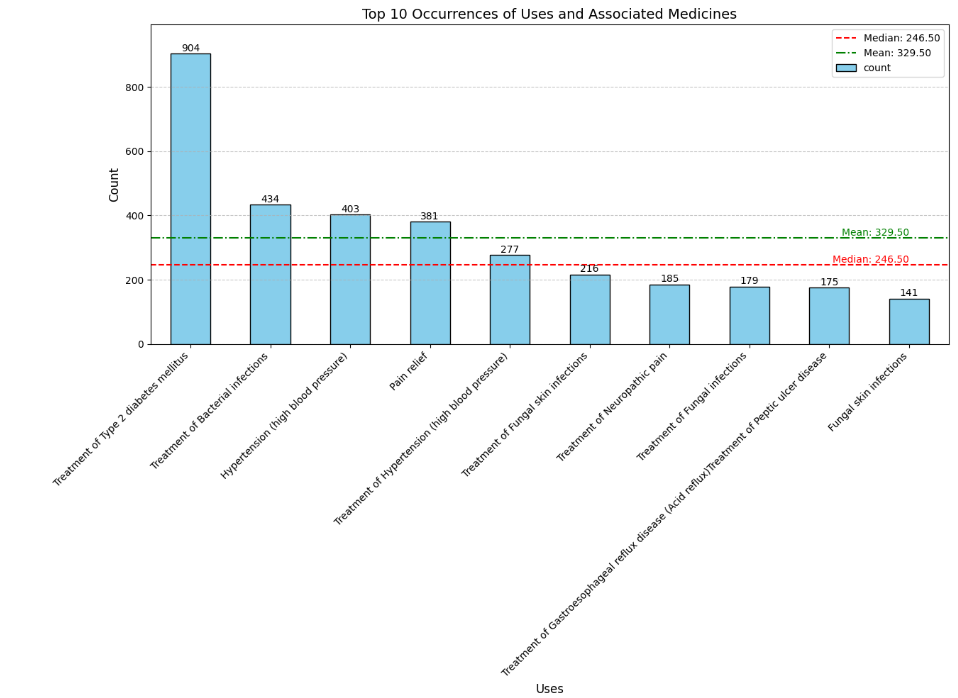 Top 10 Occurrences of Uses and Associated Medicines
Median: 246.50
Mean: 329.50
count
Count
800
600
400
200
0
904
434
403
381
277
216
185
179
175
141
Mean: 329.50
Median: 246.50
Treatment of Type 2 diabetes mellitus
Treatment of Bacterial infections
Hypertension (high blood pressure)
Pain relief
Treatment of Hypertension (high blood pressure)
Treatment of Fungal skin infections
Treatment of Neuropathic pain
Treatment of Fungal infections
Treatment of Gastroesophageal reflux disease (Acid reflux)Treatment of Peptic ulcer disease
Fungal skin infections
Uses